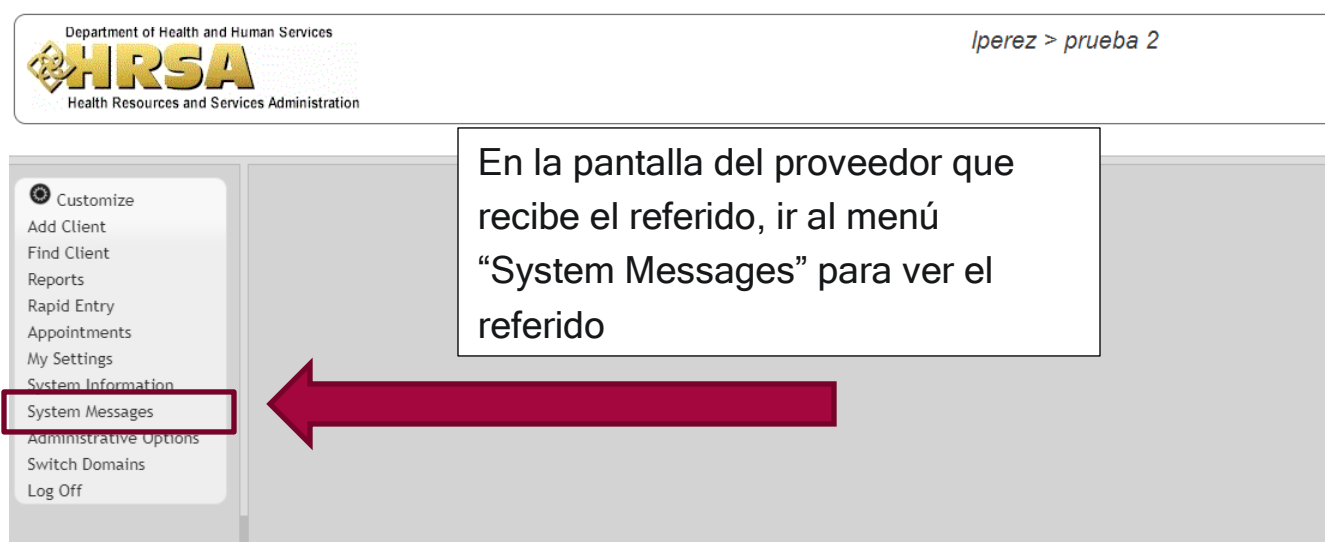 Department of Health and Human Services
HRSA
Health Resources and Services Administration
lperez > prueba 2
En la pantalla del proveedor que
recibe el referido, ir al menú
“System Messages” para ver el
referido
Customize
Add Client
Find Client
Reports
Rapid Entry
Appointments
My Settings
System Information
System Messages
Administrative Options
Switch Domains
Log Off